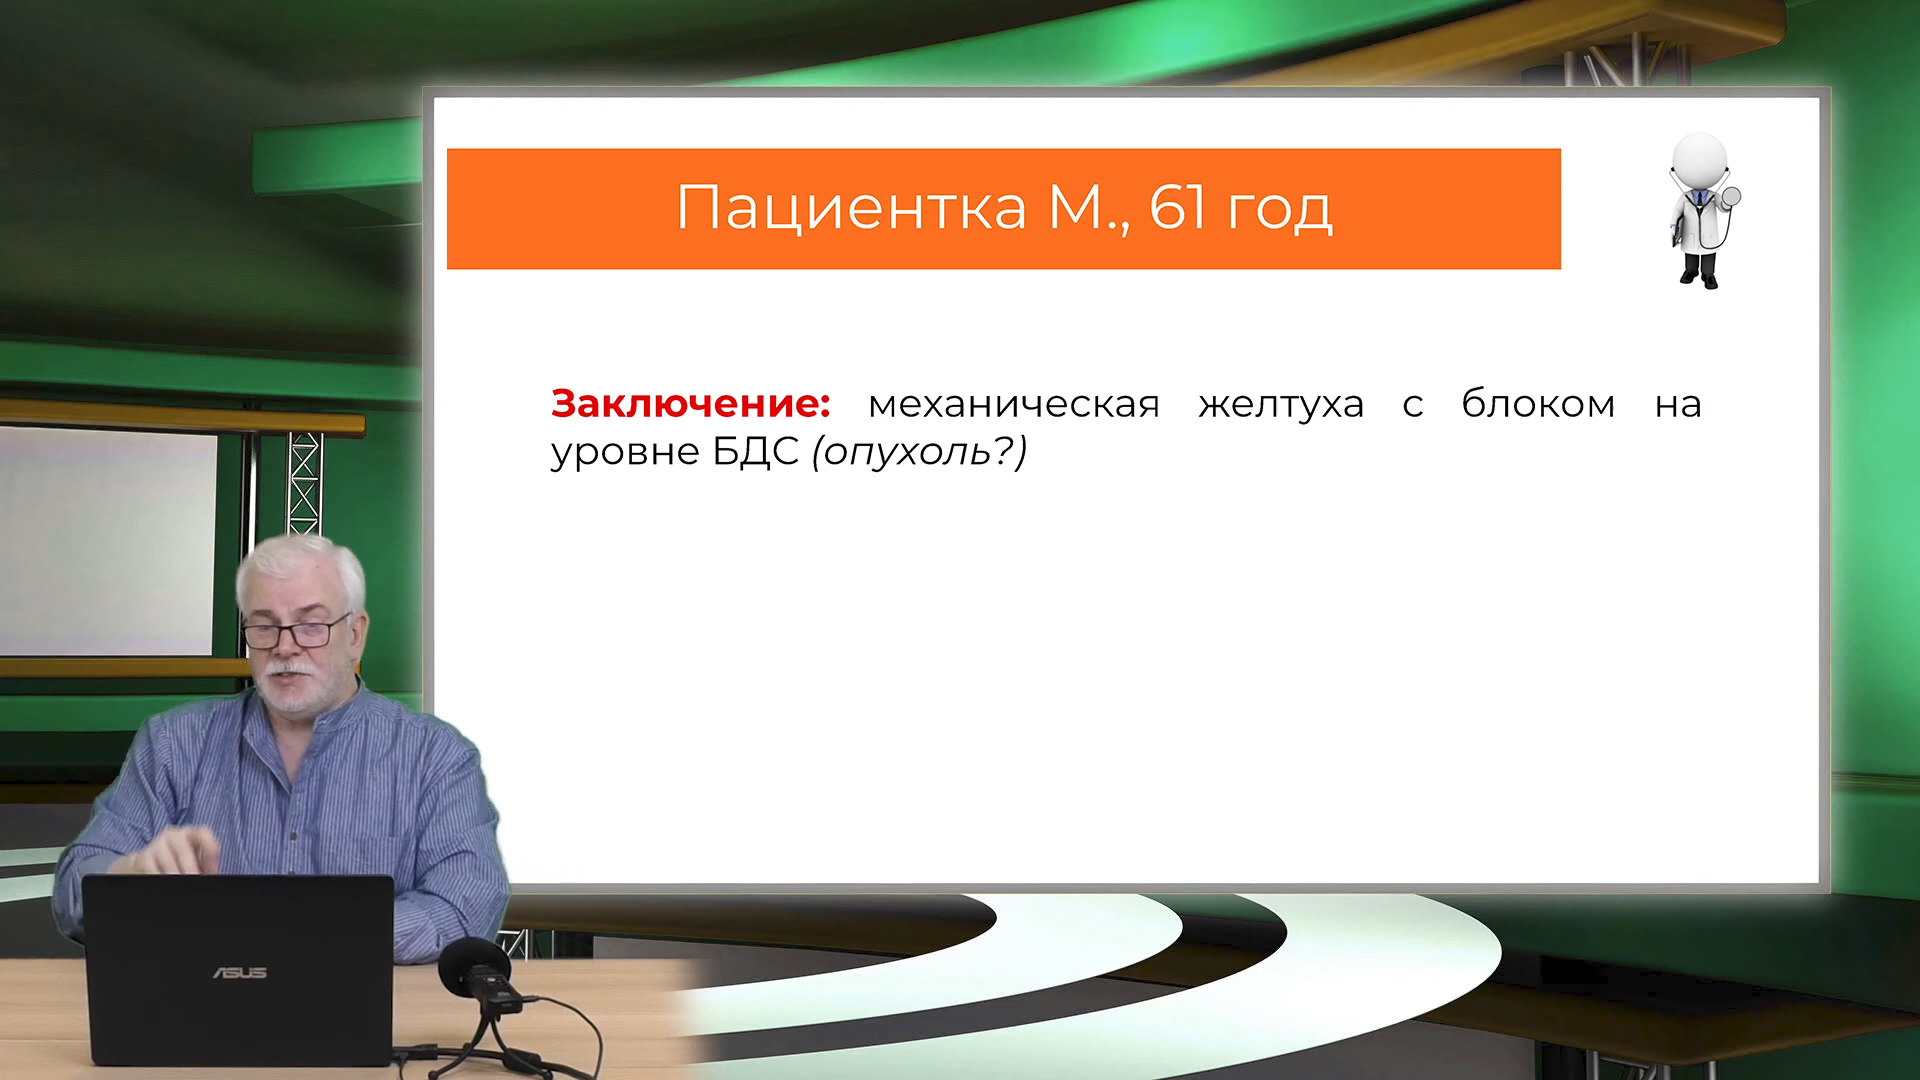 Пациентка М., 61 год
Заключение: механическая желтуха с блоком на
уровне БДС (опухоль?)
ASUS